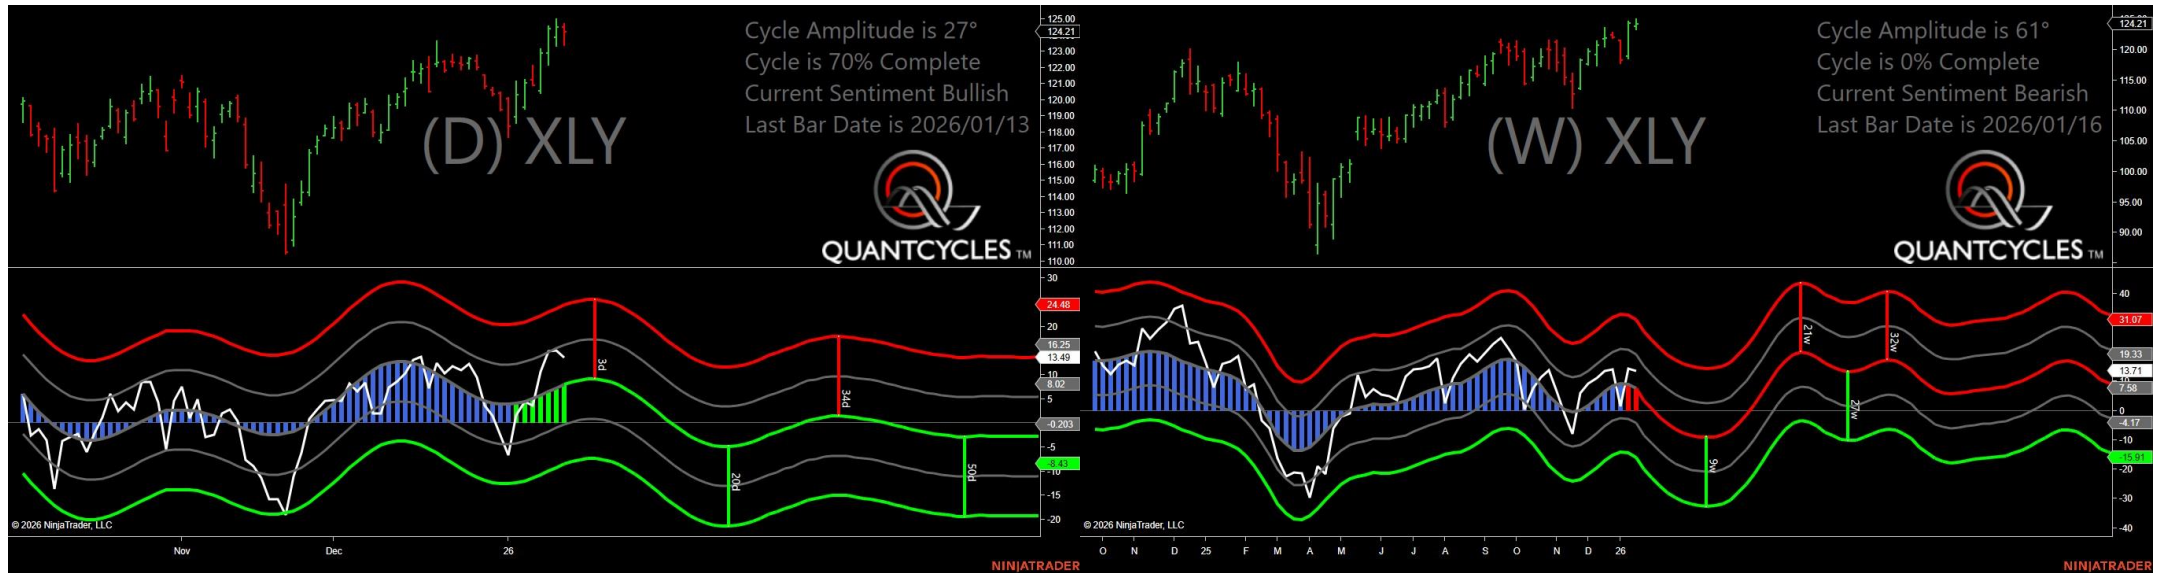 Cycle Amplitude is 27°
Cycle is 70% Complete
Current Sentiment Bullish
Last Bar Date is 2026/01/13
(D) XLY
QUANTCYCLES TM
125.00
124.21
123.00
122.00
121.00
120.00
119.00
118.00
117.00
116.00
115.00
114.00
113.00
112.00
111.00
110.00
30
24.48
20
16.25
13.49
10
8.02
5
-0.203
-5
-8.43
-10
-15
-20
3d
20d
34d
50d
© 2026 NinjaTrader, LLC
Nov Dec 26
NINJATRADER
Cycle Amplitude is 61°
Cycle is 0% Complete
Current Sentiment Bearish
Last Bar Date is 2026/01/16
(W) XLY
QUANTCYCLES TM
124.21
120.00
115.00
110.00
105.00
100.00
95.00
90.00
40
31.07
19.33
13.71
7.58
0
-4.17
-10
-15.91
-20
-30
-40
9w
21w
27w
32w
© 2026 NinjaTrader, LLC
O N D 25 F M A M J J A S O N D 26
NINJATRADER